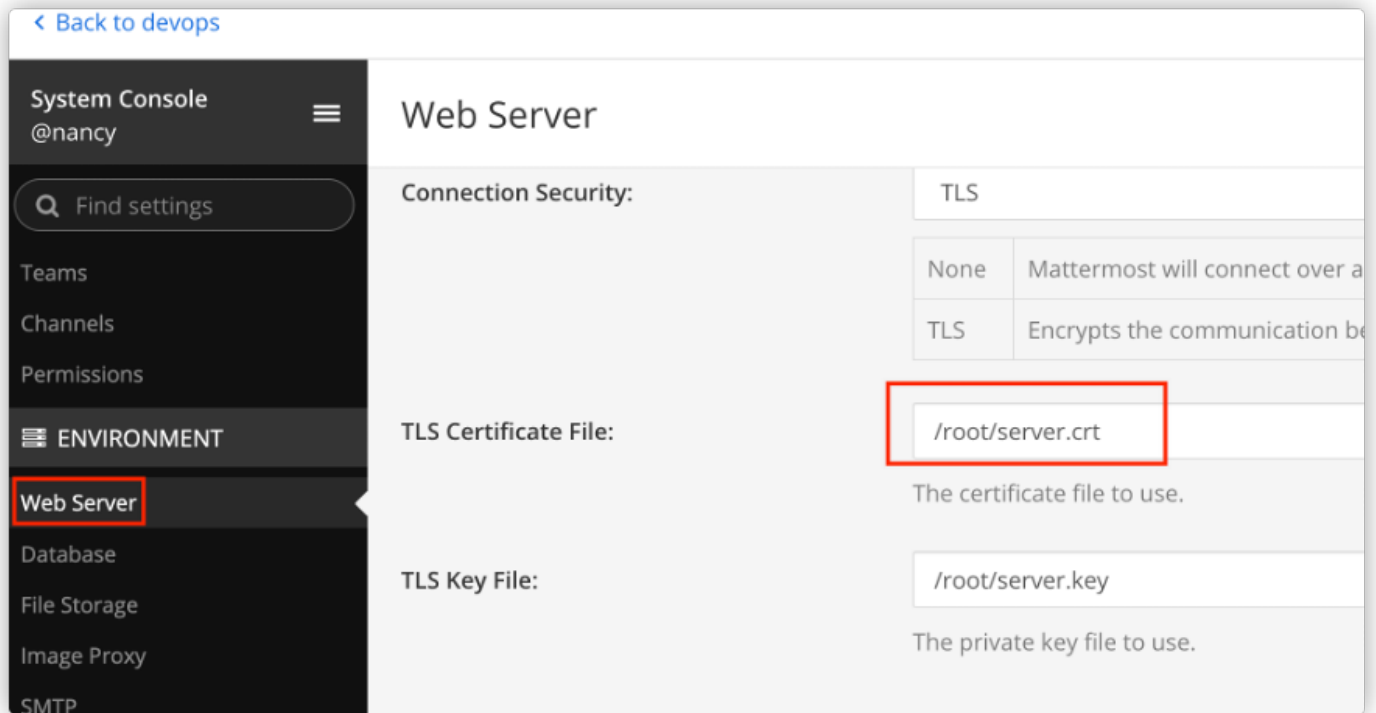 Back to devops
System Console
@nancy
Find settings
Teams
Channels
Permissions
ENVIRONMENT
Web Server
Database
File Storage
Image Proxy
SMTP
Web Server
Connection Security:
TLS
None
Mattermost will connect over a
TLS
Encrypts the communication be
TLS Certificate File:
/root/server.crt
The certificate file to use.
TLS Key File:
/root/server.key
The private key file to use.